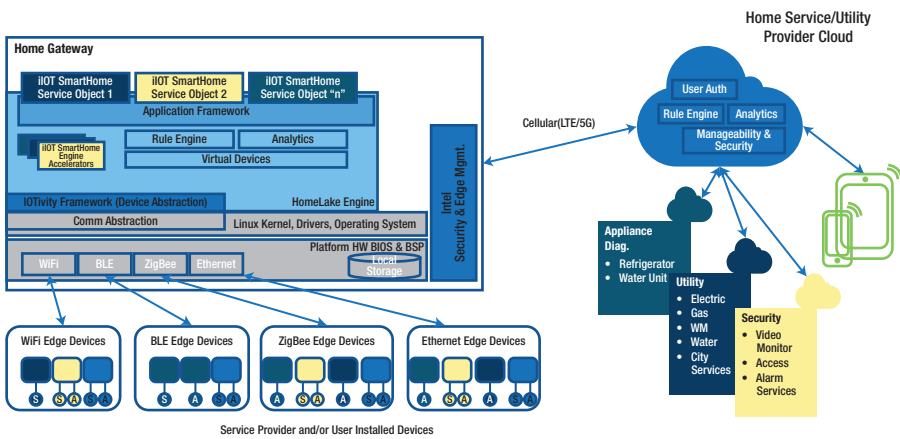 Home Service/Utility
Provider Cloud
Home Gateway
iIOT SmartHome
Service Object 1
iIOT SmartHome
Service Object 2
iIOT SmartHome
Service Object “n”
Application Framework
Rule Engine
Analytics
Virtual Devices
iIOT SmartHome
Engine
Accelerators
IOTivity Framework (Device Abstraction)
HomeLake Engine
Comm Abstraction
Linux Kernel, Drivers, Operating System
Platform HW BIOS & BSP
WiFi
BLE
ZigBee
Ethernet
Local
Storage
Intel
Security & Edge Mgmt.
Cellular(LTE/5G)
User Auth
Rule Engine
Analytics
Manageability &
Security
Appliance
Diag.
• Refrigerator
• Water Unit
Utility
• Electric
• Gas
• WM
• Water
• City
Services
Security
• Video
Monitor
• Access
• Alarm
Services
WiFi Edge Devices
S S A S A
BLE Edge Devices
S A S A
ZigBee Edge Devices
A S A A S A
Ethernet Edge Devices
A S A A S A
Service Provider and/or User Installed Devices